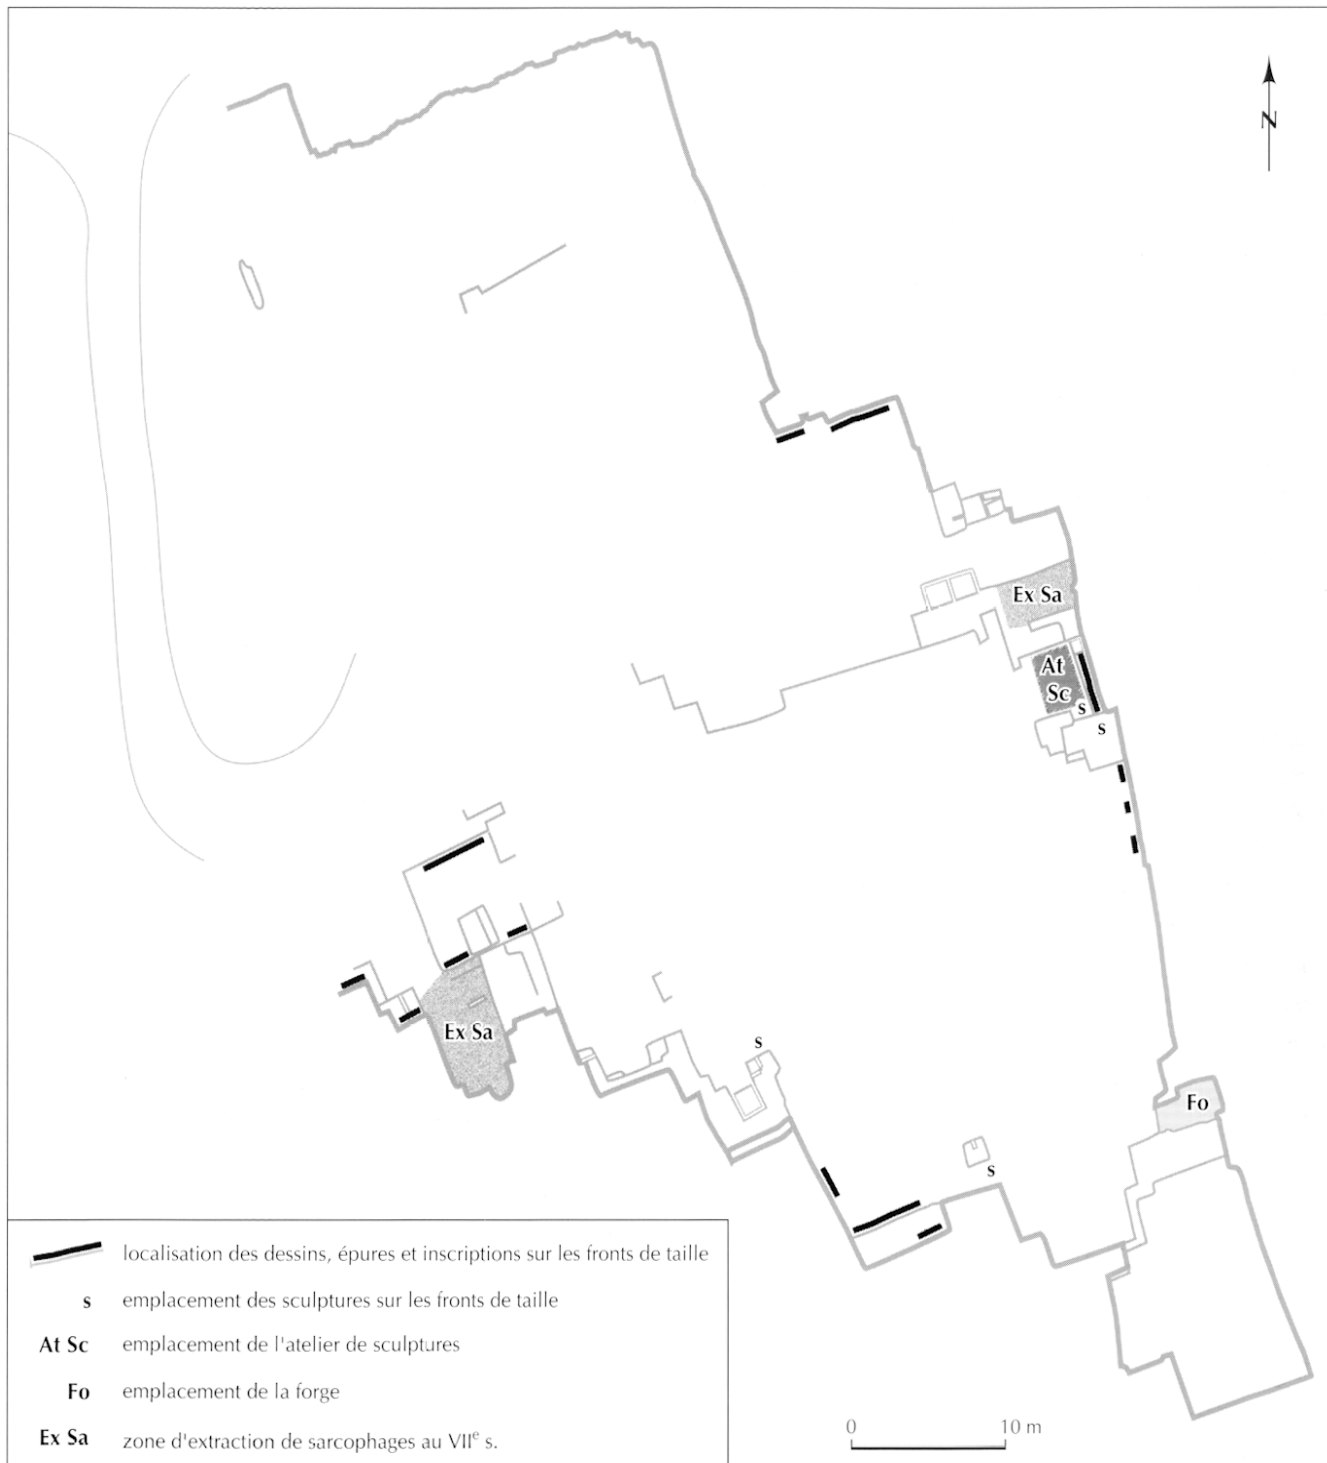 N
Ex Sa
At
Sc
s
s
Ex Sa
s
Fo
s
localisation des dessins, épures et inscriptions sur les fronts de taille
s emplacement des sculptures sur les fronts de taille
At Sc emplacement de l'atelier de sculptures
Fo emplacement de la forge
Ex Sa zone d'extraction de sarcophages au VIIe s.
0 10 m